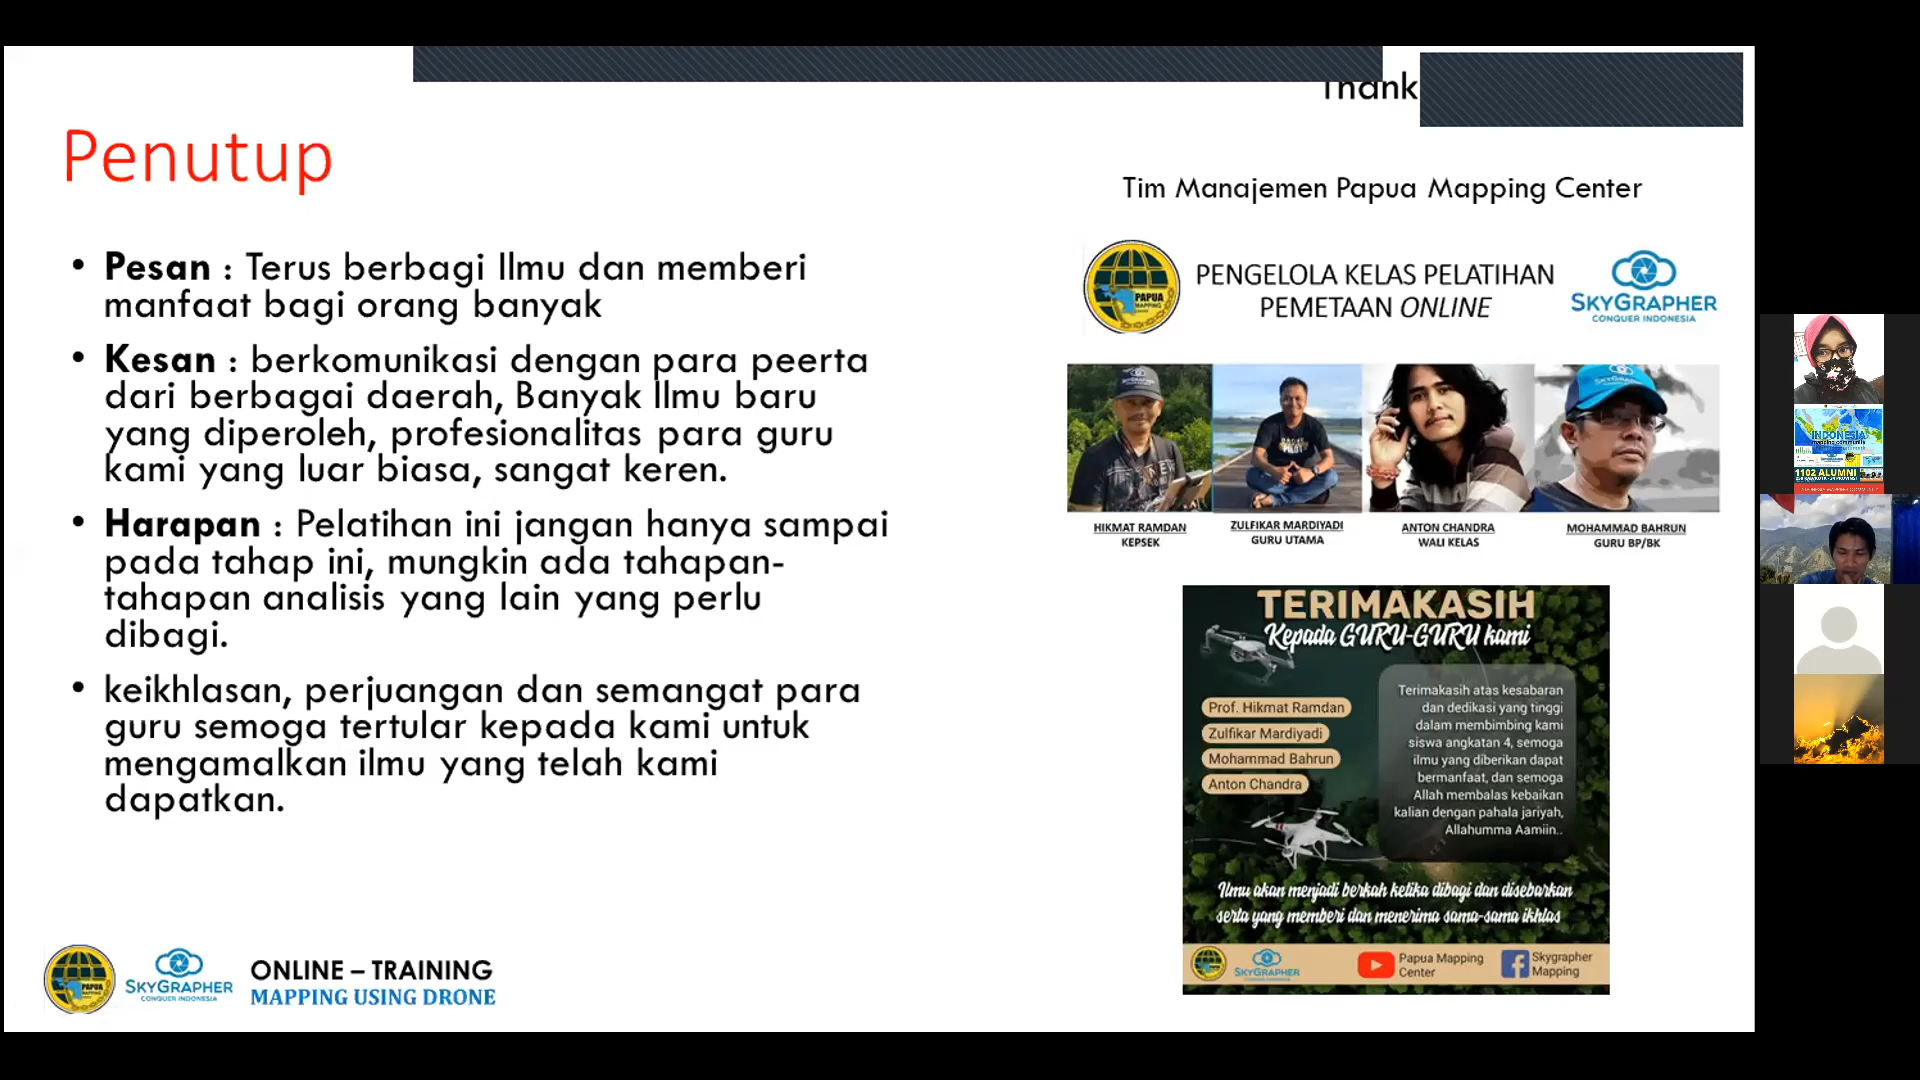 Thank
Penutup
• Pesan : Terus berbagi Ilmu dan memberi
manfaat bagi orang banyak
• Kesan : berkomunikasi dengan para peerta
dari berbagai daerah, Banyak Ilmu baru
yang diperoleh, profesionalitas para guru
kami yang luar biasa, sangat keren.
• Harapan : Pelatihan ini jangan hanya sampai
pada tahap ini, mungkin ada tahapan-
tahapan analisis yang lain yang perlu
dibagi.
• keikhlasan, perjuangan dan semangat para
guru semoga tertular kepada kami untuk
mengamalkan ilmu yang telah kami
dapatkan.
PAPUA
MAPPING
SKYGRAPHER
CONQUER INDONESIA
ONLINE – TRAINING
MAPPING USING DRONE
Tim Manajemen Papua Mapping Center
PAPUA
MAPPING
PENGELOLA KELAS PELATIHAN
PEMETAAN ONLINE
SKYGRAPHER
CONQUER INDONESIA
HIKMAT RAMDAN
KEPSEK
ZULFIKAR MARDIYADI
GURU UTAMA
ANTON CHANDRA
WALI KELAS
MOHAMMAD BAHRUN
GURU BP/BK
TERIMAKASIH
Kepada GURU-GURU kami
Prof. Hikmat Ramdan
Zulfikar Mardiyadi
Mohammad Bahrun
Anton Chandra
Terimakasih atas kesabaran
dan dedikasi yang tinggi
dalam membimbing kami
siswa angkatan 4, semoga
ilmu yang diberikan dapat
bermanfaat, dan semoga
Allah membalas kebaikan
kalian dengan pahala jariyah,
Allahumma Aamiin..
Ilmu akan menjadi berkah ketika dibagi dan disebarkan
serta yang memberi dan menerima sama-sama ikhlas
SKYGRAPHER
Papua Mapping
Center
Skygrapher
Mapping
INDONESIA
mapping community
1102 ALUMNI